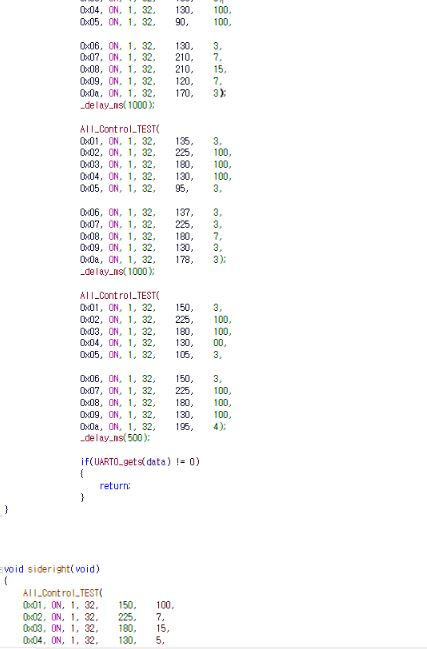 0x04, ON, 1, 32, 130, 100,
0x05, ON, 1, 32, 90, 100,
0x06, ON, 1, 32, 130, 3,
0x07, ON, 1, 32, 210, 7,
0x08, ON, 1, 32, 210, 15,
0x09, ON, 1, 32, 120, 7,
0x0a, ON, 1, 32, 170, 3);
_delay_ms(1000);
All_Control_TEST(
0x01, ON, 1, 32, 135, 3,
0x02, ON, 1, 32, 225, 100,
0x03, ON, 1, 32, 180, 100,
0x04, ON, 1, 32, 130, 100,
0x05, ON, 1, 32, 95, 3,
0x06, ON, 1, 32, 137, 3,
0x07, ON, 1, 32, 225, 3,
0x08, ON, 1, 32, 180, 7,
0x09, ON, 1, 32, 130, 3,
0x0a, ON, 1, 32, 178, 3);
_delay_ms(1000);
All_Control_TEST(
0x01, ON, 1, 32, 150, 3,
0x02, ON, 1, 32, 225, 100,
0x03, ON, 1, 32, 180, 100,
0x04, ON, 1, 32, 130, 00,
0x05, ON, 1, 32, 105, 3,
0x06, ON, 1, 32, 150, 3,
0x07, ON, 1, 32, 225, 100,
0x08, ON, 1, 32, 180, 100,
0x09, ON, 1, 32, 130, 100,
0x0a, ON, 1, 32, 195, 4);
_delay_ms(500);
if(UART0_gets(data) != 0)
{
return;
}
}
void sideright(void)
{
All_Control_TEST(
0x01, ON, 1, 32, 150, 100,
0x02, ON, 1, 32, 225, 7,
0x03, ON, 1, 32, 180, 15,
0x04, ON, 1, 32, 130, 5,